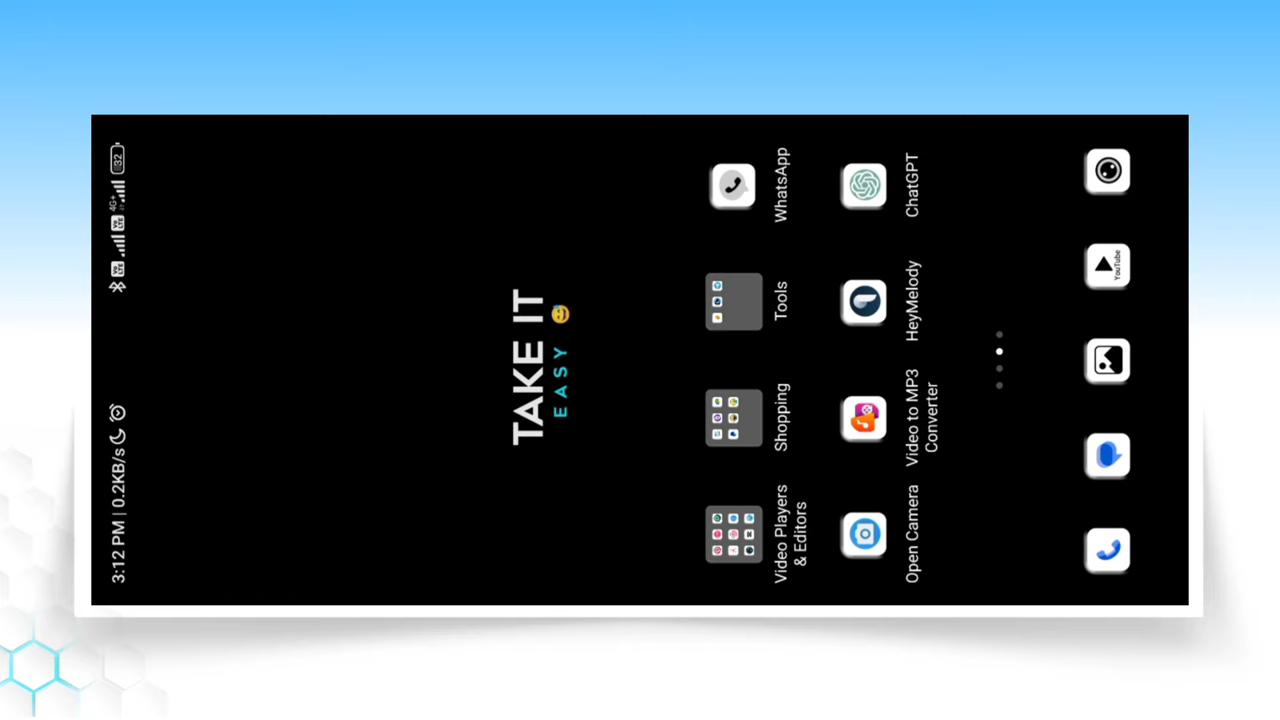 3:12 PM | 0.2KB/s
4G+
32
TAKE IT
EASY
Video Players
& Editors
Shopping
Tools
WhatsApp
Open Camera
Video to MP3
Converter
HeyMelody
ChatGPT
YouTube